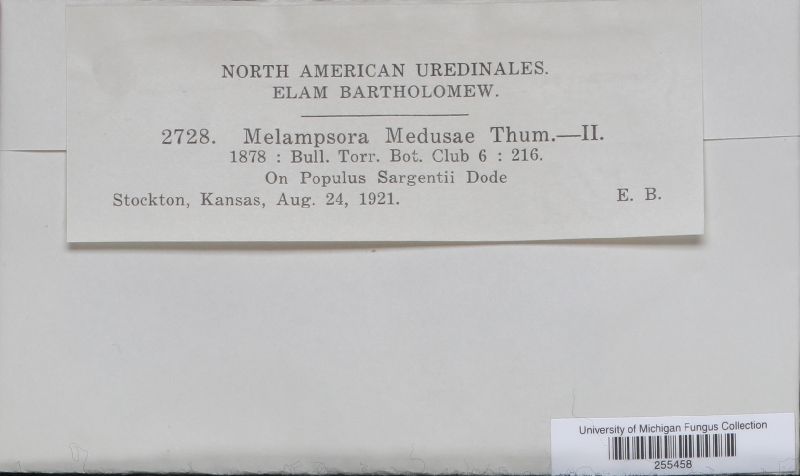 NORTH AMERICAN UREDINALES.
ELAM BARTHOLOMEW.
2728. Melampsora Medusae Thum.—II.
1878 : Bull. Torr. Bot. Club 6 : 216.
On Populus Sargentii Dode
Stockton, Kansas, Aug. 24, 1921. E. B.
University of Michigan Fungus Collection
255458